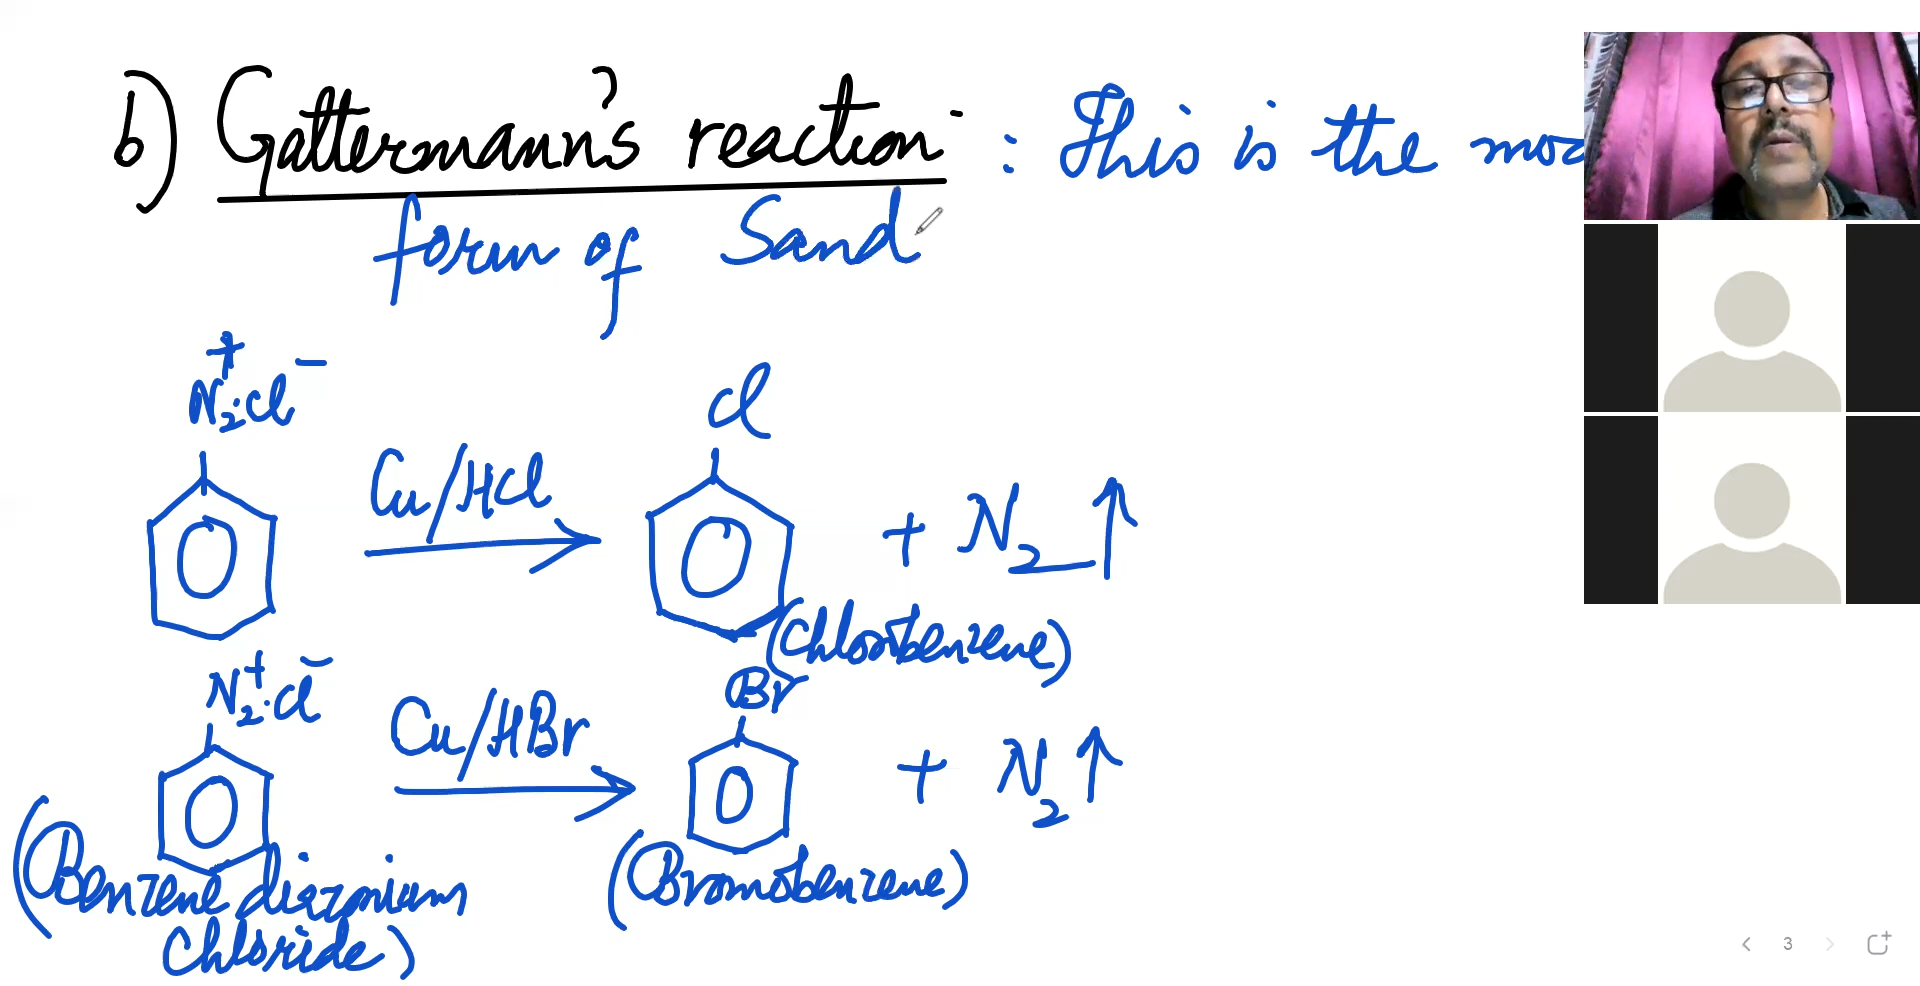 b) Gattermann's reaction : This is the mod
form of Sand
N₂⁺.Cl⁻
Cl
Cu/HCl
+ N₂ ↑
(Chlorobenzene)
N₂⁺.Cl⁻
Br
Cu/HBr
+ N₂ ↑
(Benzene diazonium
(Bromobenzene)
Chloride)
3